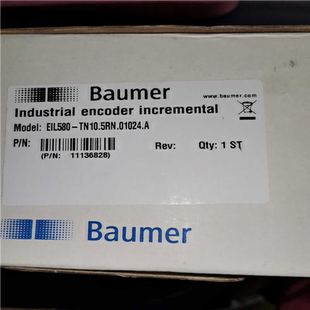 Baumer
www.baumer.com
Industrial encoder incremental
Model: EIL580-TN10.5RN.01024.A
P/N:
Rev:
Qty: 1 ST
(P/N: 11136828)
Baumer